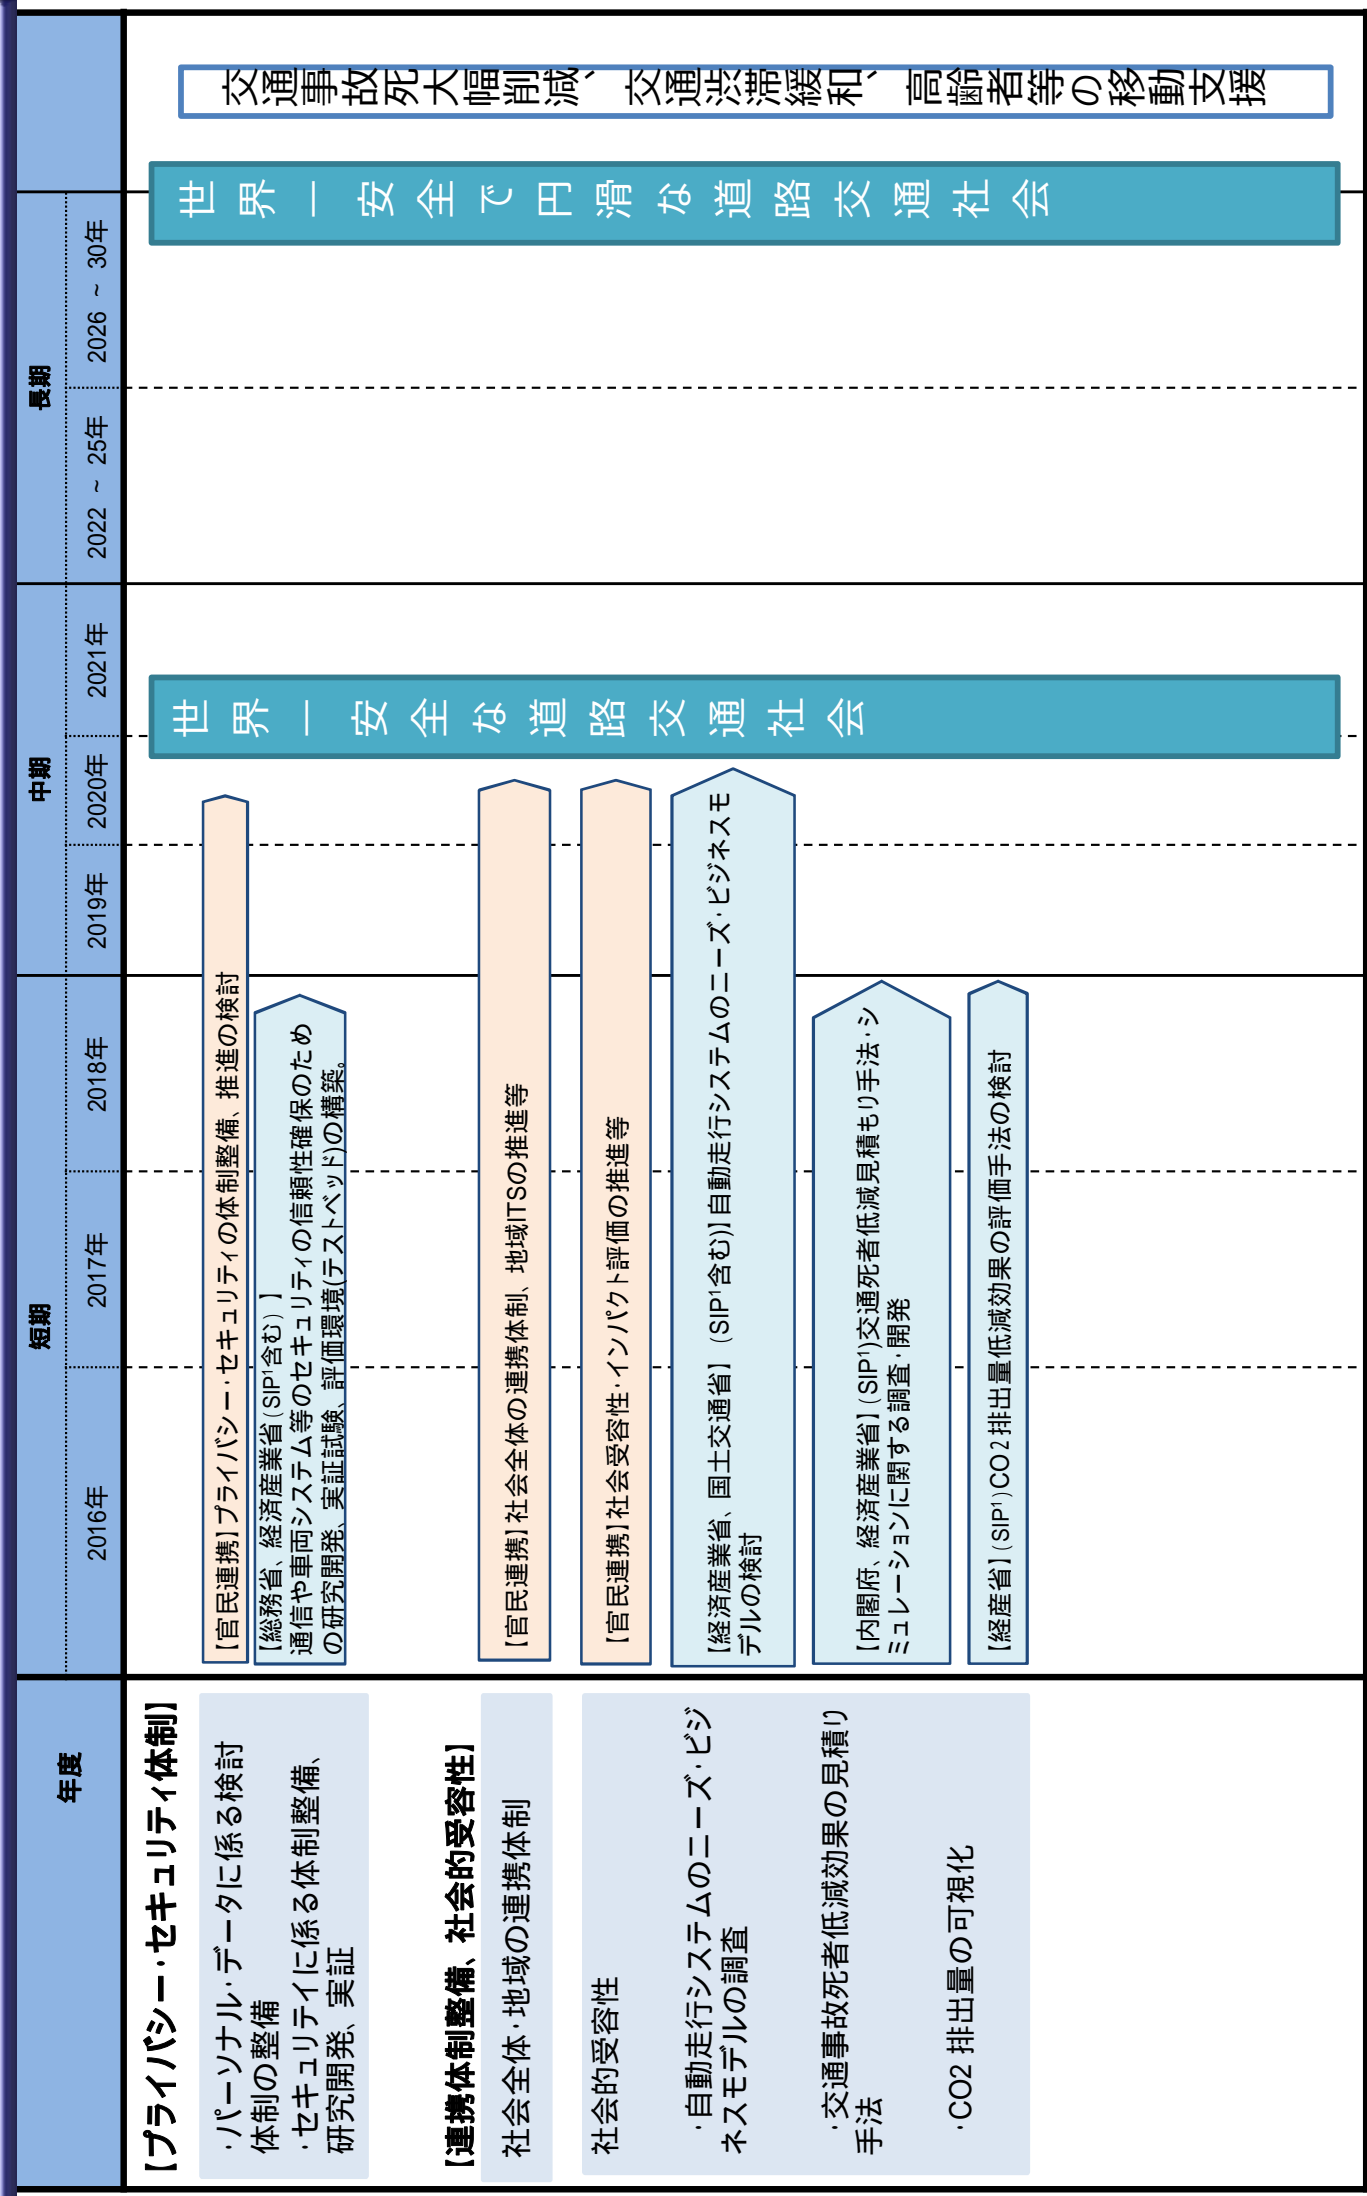 年度
短期
中期
長期
2016年
2017年
2018年
2019年
2020年
2021年
2022 ～ 25年
2026 ～ 30年
【プライバシー・セキュリティ体制】
・パーソナル・データに係る検討
体制の整備
・セキュリテイに係る体制整備、
研究開発、実証
【官民連携】プライバシー・セキュリティの体制整備、推進の検討
【総務省、経済産業省(SIP¹含む)】
通信や車両システム等のセキュリティの信頼性確保のため
の研究開発、実証試験、評価環境(テストベッド)の構築。
【連携体制整備、社会的受容性】
社会全体・地域の連携体制
【官民連携】社会全体の連携体制、地域ITSの推進等
社会的受容性
【官民連携】社会受容性・インパクト評価の推進等
・自動走行システムのニーズ・ビジ
ネスモデルの調査
【経済産業省、国土交通省】(SIP¹含む)】自動走行システムのニーズ・ビジネスモ
デルの検討
・交通事故死者低減効果の見積り
手法
【内閣府、経済産業省】(SIP¹)交通死者低減見積もり手法・シ
ミュレーションに関する調査・開発
・CO2 排出量の可視化
【経産省】(SIP¹)CO2排出量低減効果の評価手法の検討
世界一安全な道路交通社会
世界一安全で円滑な道路交通社会
交通事故死大幅削減、交通渋滞緩和、高齢者等の移動支援